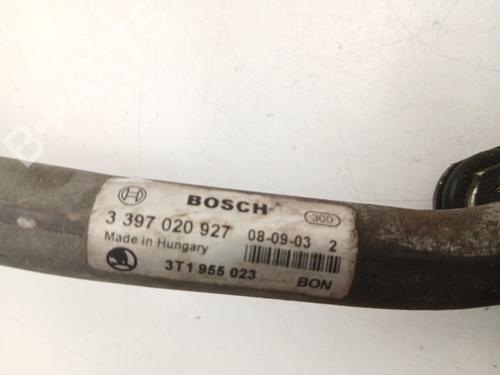 BOSCH
300
3 397 020 927
08-09-03 2
Made in Hungary
3T1 955 023
BON